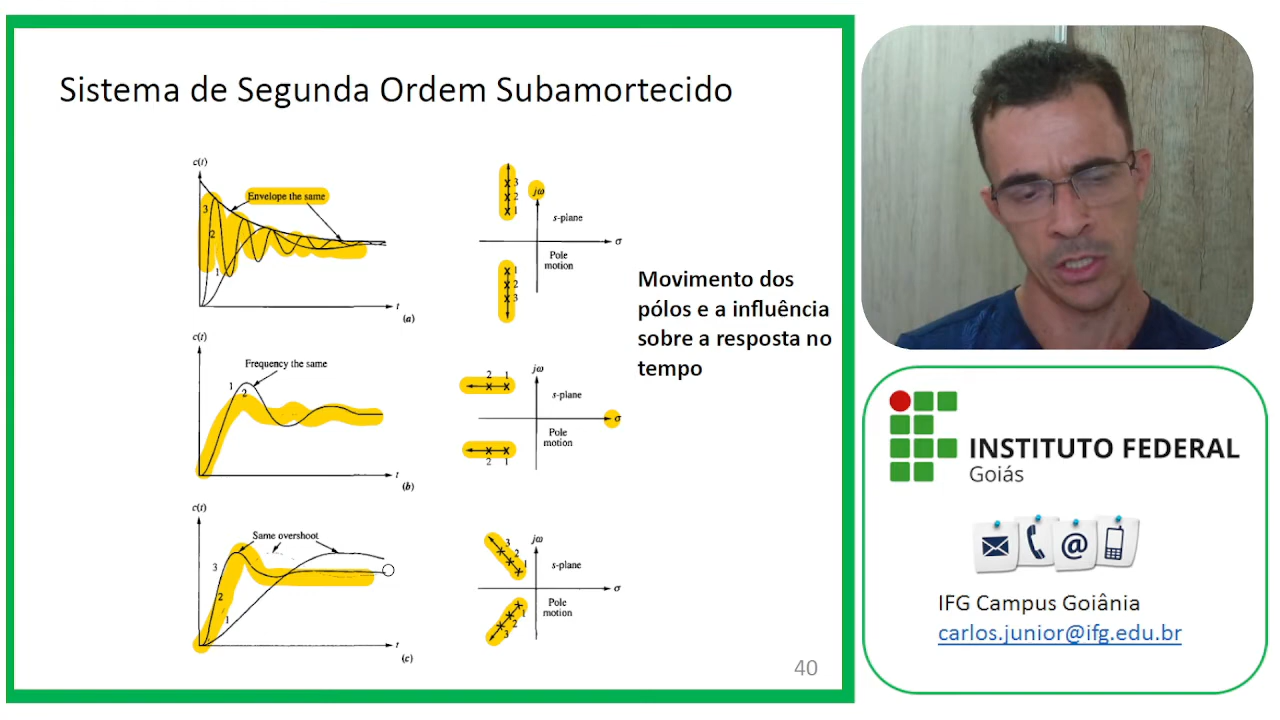 Sistema de Segunda Ordem Subamortecido
c(t)
Envelope the same
3
2
1
t
(a)
jω
3
2
1
s-plane
σ
Pole
motion
1
2
3
Movimento dos
pólos e a influência
sobre a resposta no
tempo
c(t)
Frequency the same
1
2
t
(b)
jω
2 1
s-plane
σ
Pole
motion
2 1
c(t)
Same overshoot
3
2
1
t
(c)
jω
3
2
1
s-plane
σ
Pole
motion
1
2
3
40
INSTITUTO FEDERAL
Goiás
@
IFG Campus Goiânia
carlos.junior@ifg.edu.br